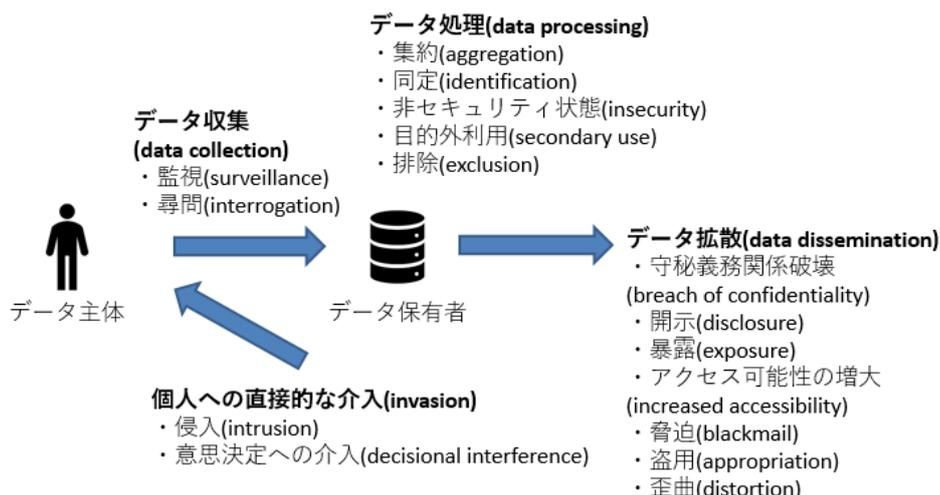 データ処理(data processing)
・集約(aggregation)
・同定(identification)
・非セキュリティ状態(insecurity)
・目的外利用(secondary use)
・排除(exclusion)
データ収集
(data collection)
・監視(surveillance)
・尋問(interrogation)
データ主体
データ保有者
データ拡散(data dissemination)
・守秘義務関係破壊
(breach of confidentiality)
・開示(disclosure)
・暴露(exposure)
・アクセス可能性の増大
(increased accessibility)
・脅迫(blackmail)
・盗用(appropriation)
・歪曲(distortion)
個人への直接的な介入(invasion)
・侵入(intrusion)
・意思決定への介入(decisional interference)